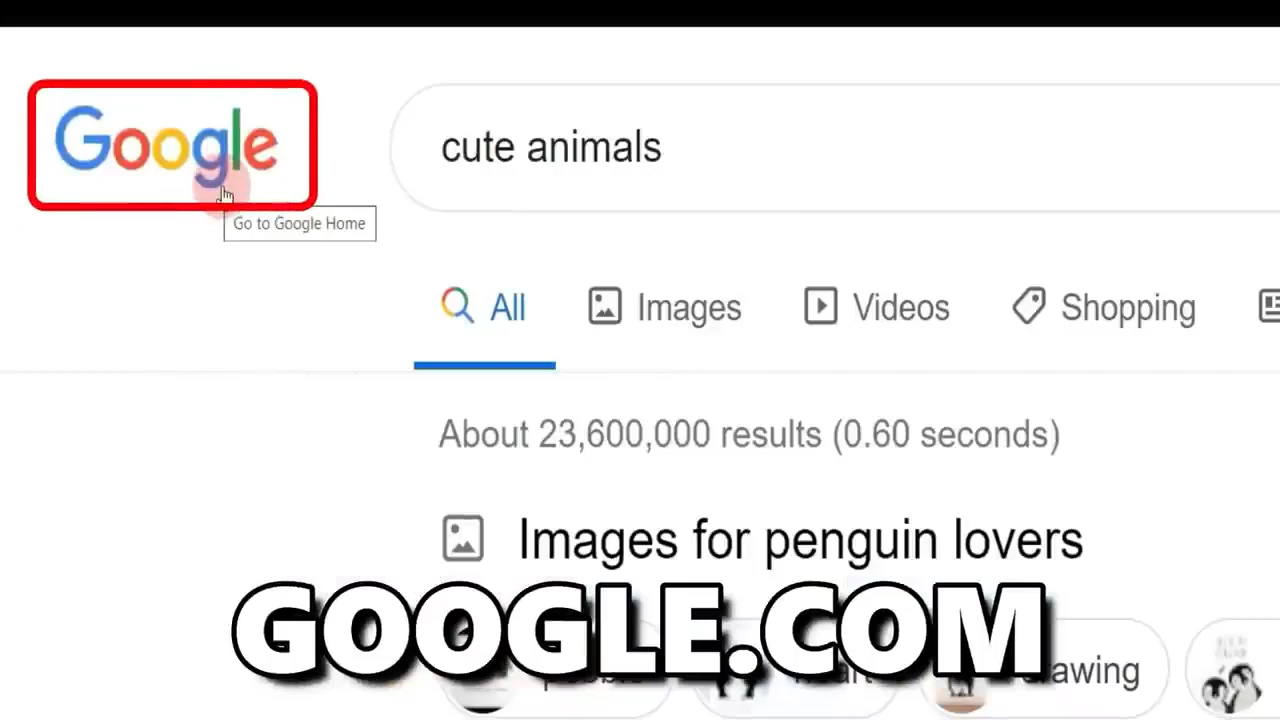 Google
cute animals
Go to Google Home
All
Images
Videos
Shopping
About 23,600,000 results (0.60 seconds)
Images for penguin lovers
GOOGLE.COM